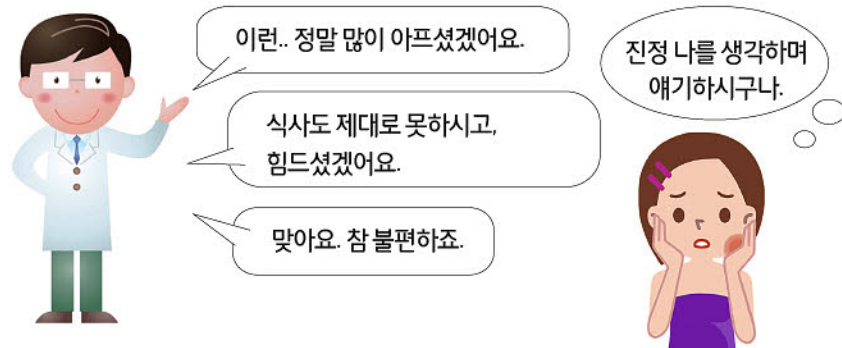 이런.. 정말 많이 아프셨겠어요.
식사도 제대로 못하시고,
힘드셨겠어요.
맞아요. 참 불편하죠.
진정 나를 생각하며
얘기하시구나.